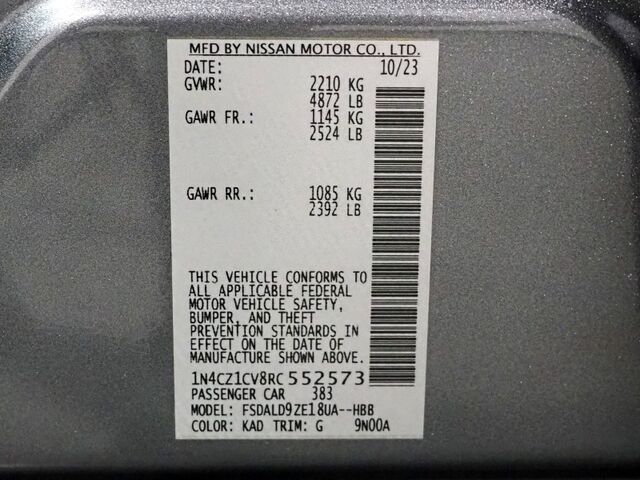 MFD BY NISSAN MOTOR CO., LTD.
DATE: 10/23
GVWR: 2210 KG
4872 LB
GAWR FR.: 1145 KG
2524 LB
GAWR RR.: 1085 KG
2392 LB
THIS VEHICLE CONFORMS TO
ALL APPLICABLE FEDERAL
MOTOR VEHICLE SAFETY,
BUMPER, AND THEFT
PREVENTION STANDARDS IN
EFFECT ON THE DATE OF
MANUFACTURE SHOWN ABOVE.
1N4CZ1CV8RC552573
PASSENGER CAR 383
MODEL: FSDALD9ZE18UA--HBB
COLOR: KAD TRIM: G 9N00A